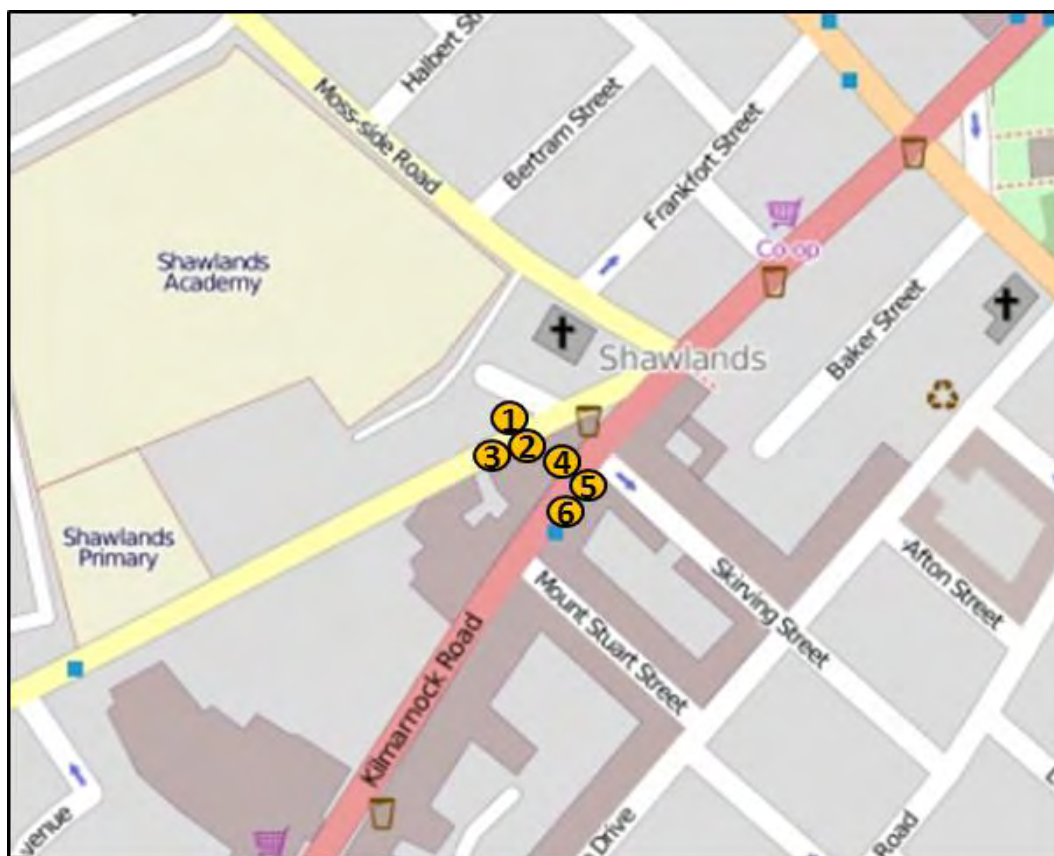 Halbert St
Moss-side Road
Bertram Street
Frankfort Street
Co-op
Shawlands
Academy
Shawlands
Baker Street
1
2
3
4
5
6
Shawlands
Primary
Afton Street
Skirving Street
Mount Stuart Street
Kilmarnock Road
venue
Drive
Road